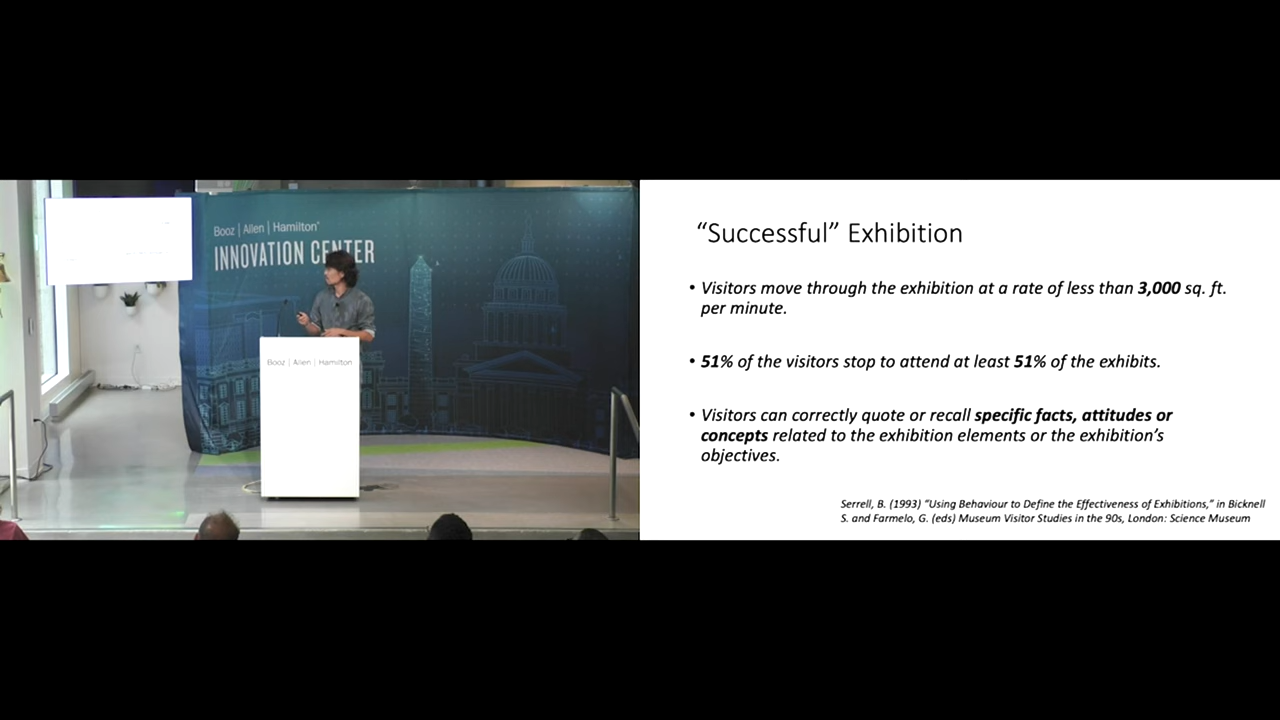 Booz | Allen | Hamilton®
INNOVATION CENTER
Booz | Allen | Hamilton
“Successful” Exhibition
• Visitors move through the exhibition at a rate of less than 3,000 sq. ft.
per minute.
• 51% of the visitors stop to attend at least 51% of the exhibits.
• Visitors can correctly quote or recall specific facts, attitudes or
concepts related to the exhibition elements or the exhibition’s
objectives.
Serrell, B. (1993) “Using Behaviour to Define the Effectiveness of Exhibitions,” in Bicknell
S. and Farmelo, G. (eds) Museum Visitor Studies in the 90s, London: Science Museum